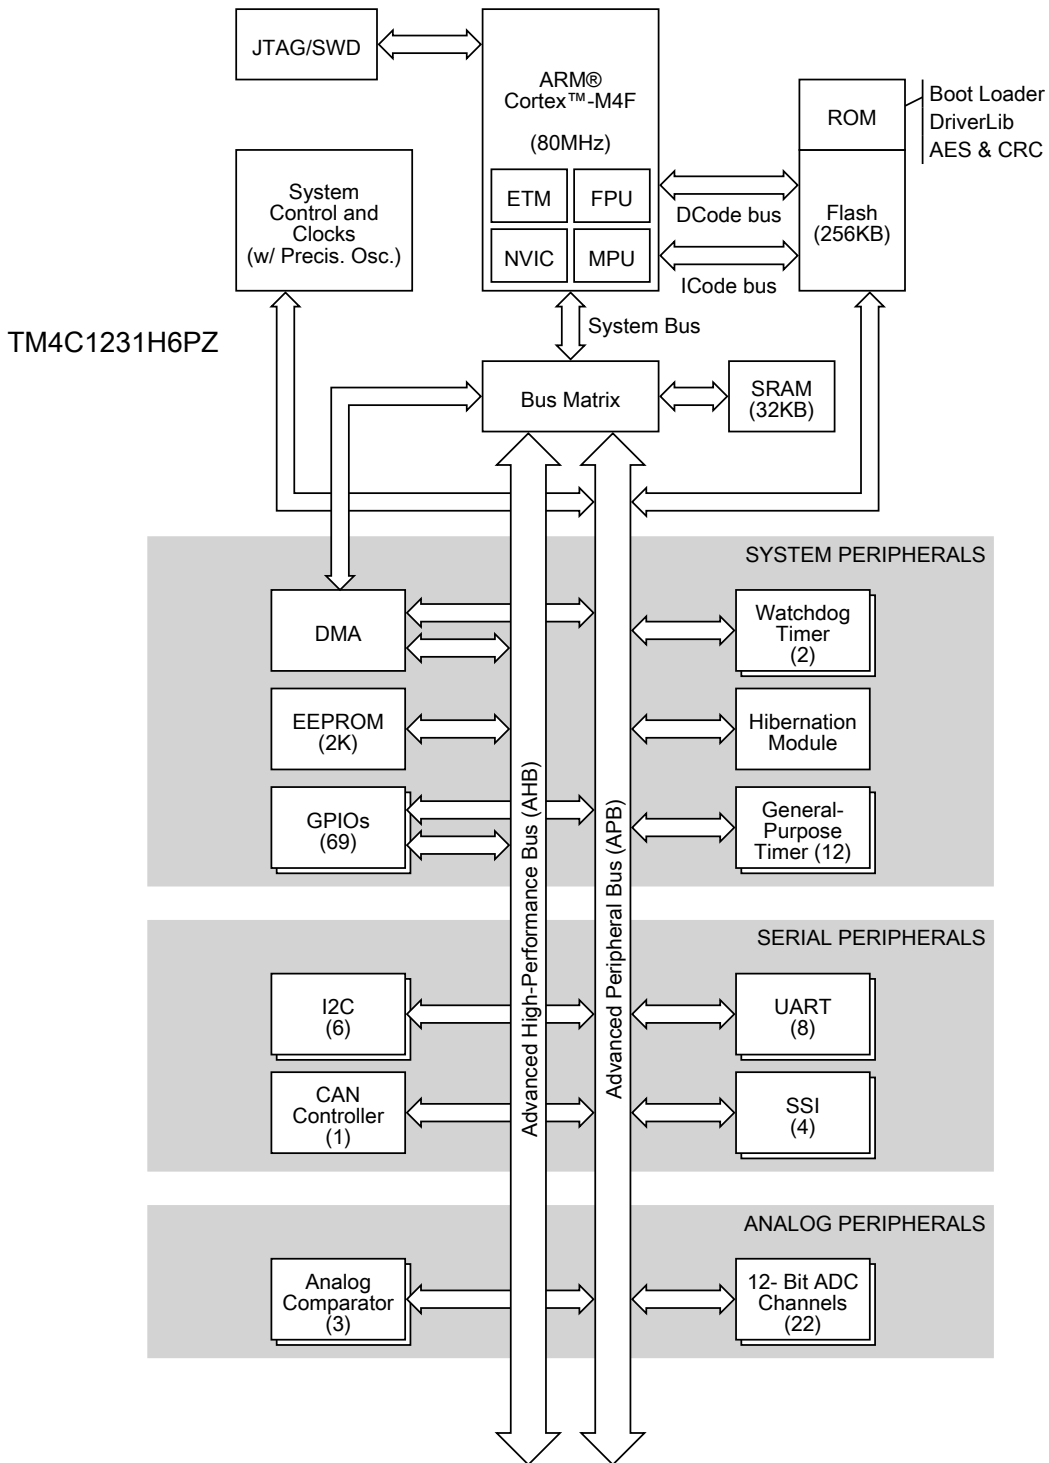 JTAG/SWD
ARM®
Cortex™-M4F
(80MHz)
ETM
FPU
NVIC
MPU
ROM
Boot Loader
DriverLib
AES & CRC
Flash
(256KB)
DCode bus
ICode bus
System
Control and
Clocks
(w/ Precis. Osc.)
TM4C1231H6PZ
System Bus
Bus Matrix
SRAM
(32KB)
SYSTEM PERIPHERALS
DMA
Watchdog
Timer
(2)
EEPROM
(2K)
Hibernation
Module
GPIOs
(69)
General-
Purpose
Timer (12)
Advanced High-Performance Bus (AHB)
Advanced Peripheral Bus (APB)
SERIAL PERIPHERALS
I2C
(6)
UART
(8)
CAN
Controller
(1)
SSI
(4)
ANALOG PERIPHERALS
Analog
Comparator
(3)
12- Bit ADC
Channels
(22)